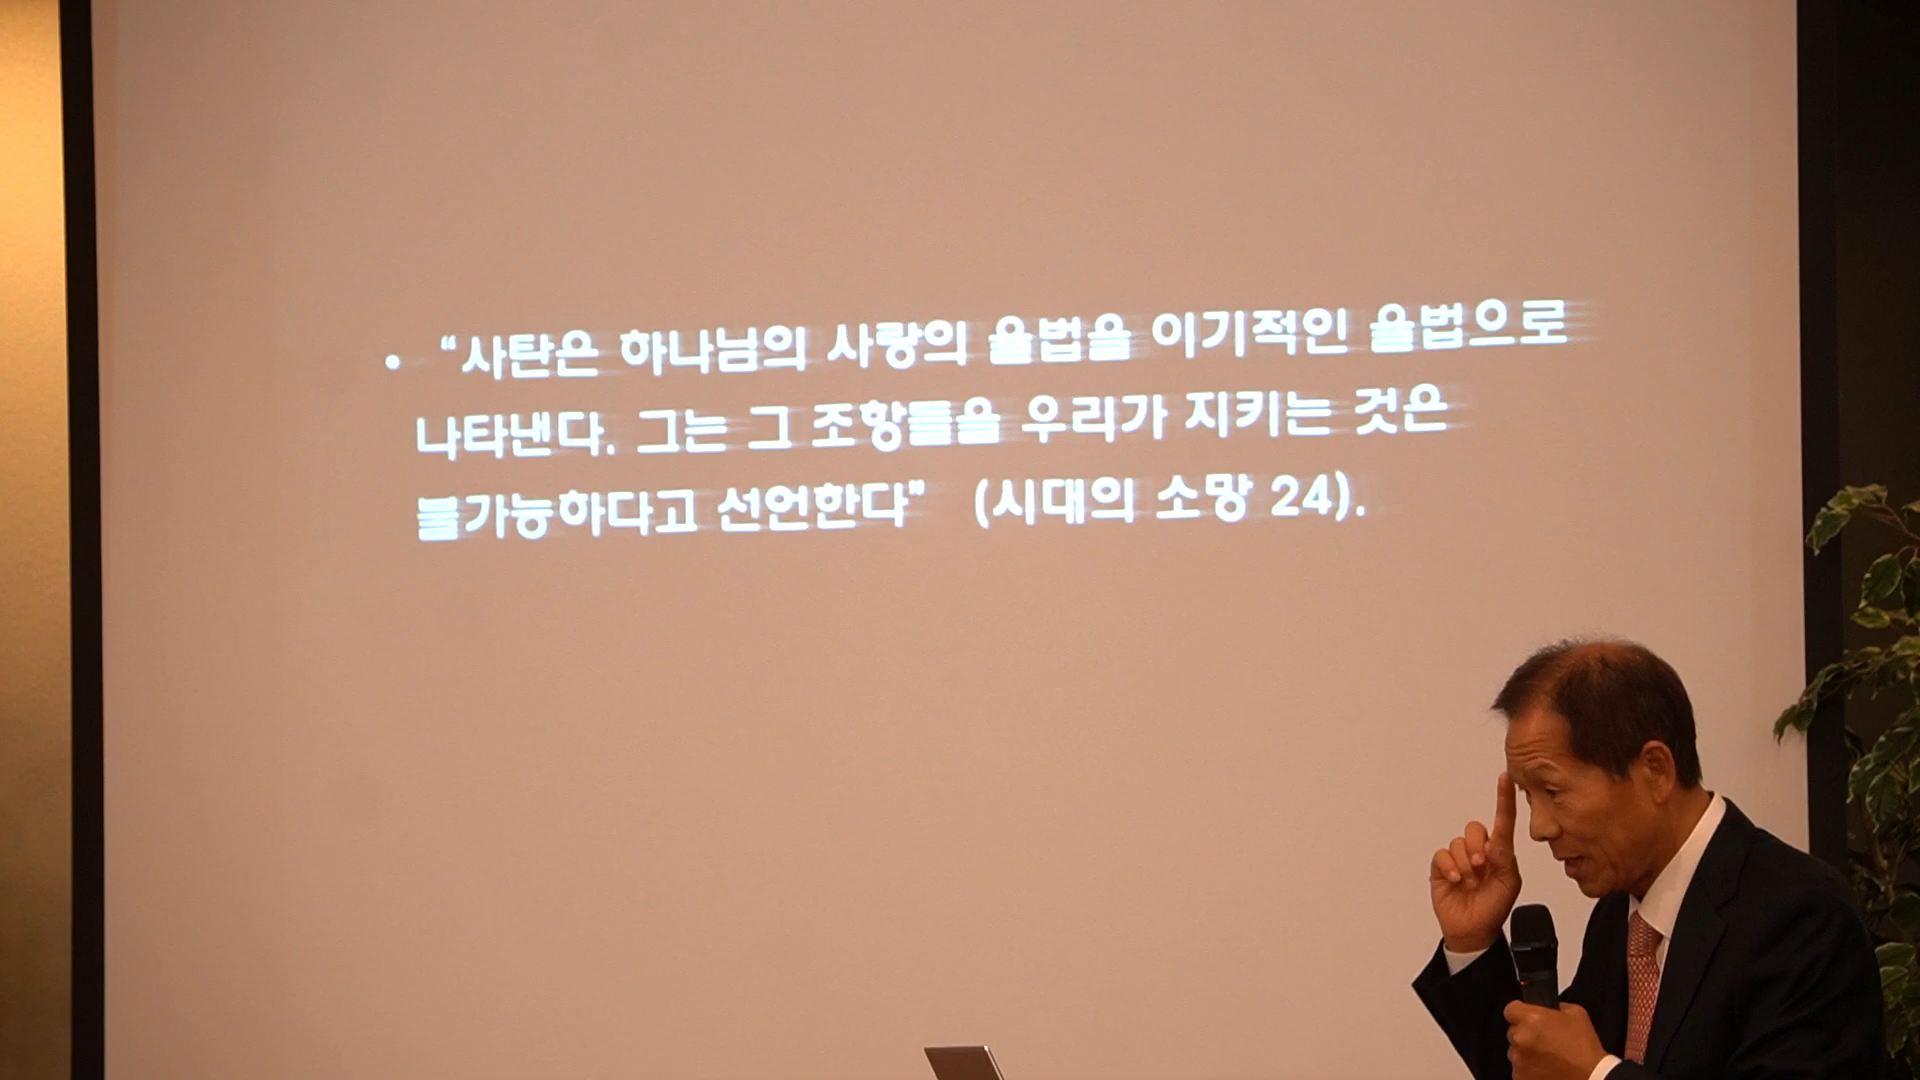 • “사탄은 하나님의 사랑의 율법을 이기적인 율법으로
나타낸다. 그는 그 조항들을 우리가 지키는 것은
불가능하다고 선언한다” (시대의 소망 24).